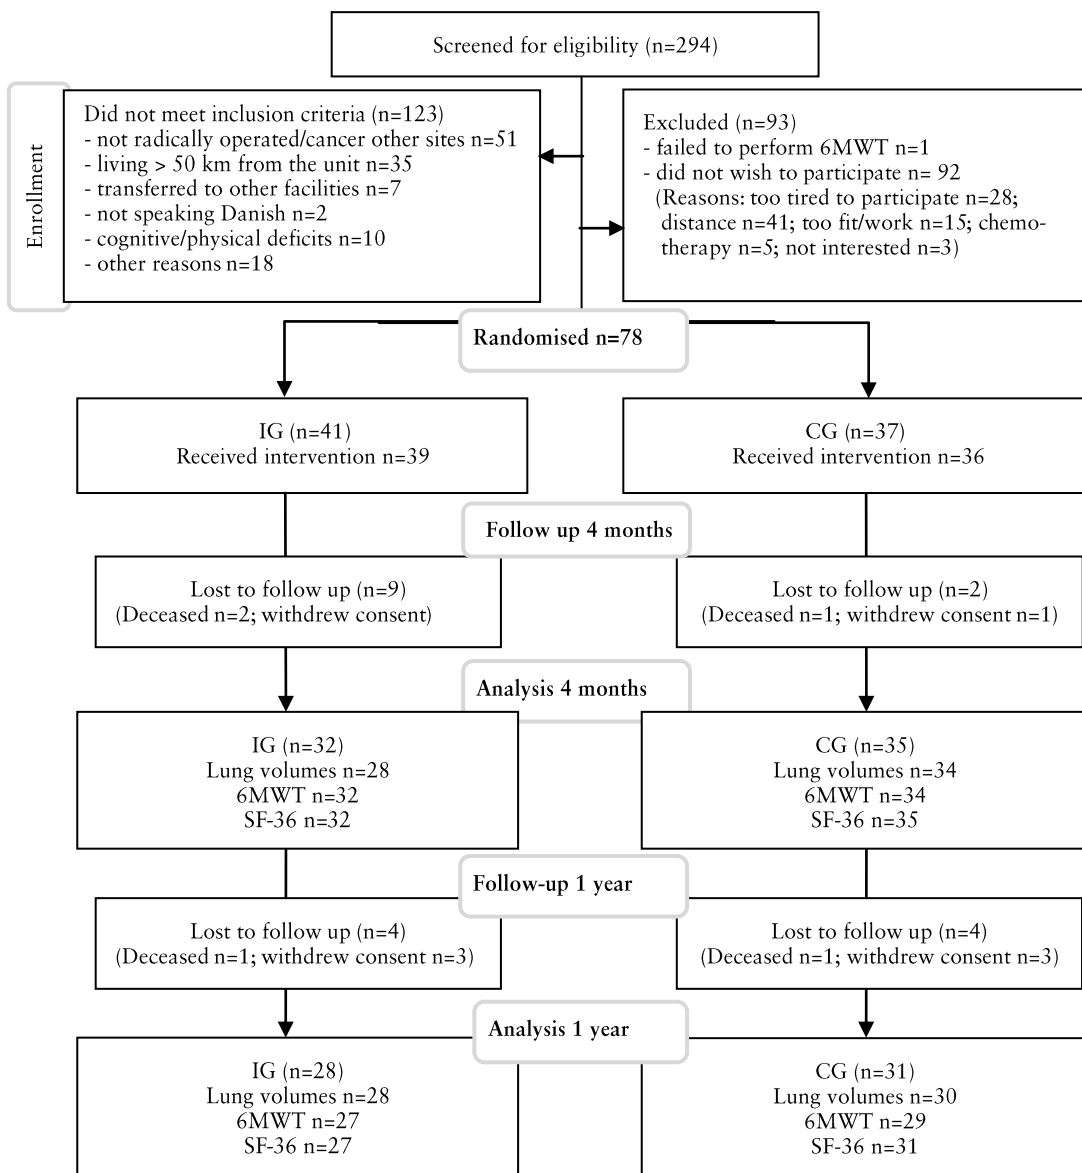 Screened for eligibility (n=294)
Enrollment
Did not meet inclusion criteria (n=123)
- not radically operated/cancer other sites n=51
- living > 50 km from the unit n=35
- transferred to other facilities n=7
- not speaking Danish n=2
- cognitive/physical deficits n=10
- other reasons n=18
Excluded (n=93)
- failed to perform 6MWT n=1
- did not wish to participate n= 92
(Reasons: too tired to participate n=28;
distance n=41; too fit/work n=15; chemo-
therapy n=5; not interested n=3)
Randomised n=78
IG (n=41)
Received intervention n=39
CG (n=37)
Received intervention n=36
Follow up 4 months
Lost to follow up (n=9)
(Deceased n=2; withdrew consent)
Lost to follow up (n=2)
(Deceased n=1; withdrew consent n=1)
Analysis 4 months
IG (n=32)
Lung volumes n=28
6MWT n=32
SF-36 n=32
CG (n=35)
Lung volumes n=34
6MWT n=34
SF-36 n=35
Follow-up 1 year
Lost to follow up (n=4)
(Deceased n=1; withdrew consent n=3)
Lost to follow up (n=4)
(Deceased n=1; withdrew consent n=3)
Analysis 1 year
IG (n=28)
Lung volumes n=28
6MWT n=27
SF-36 n=27
CG (n=31)
Lung volumes n=30
6MWT n=29
SF-36 n=31